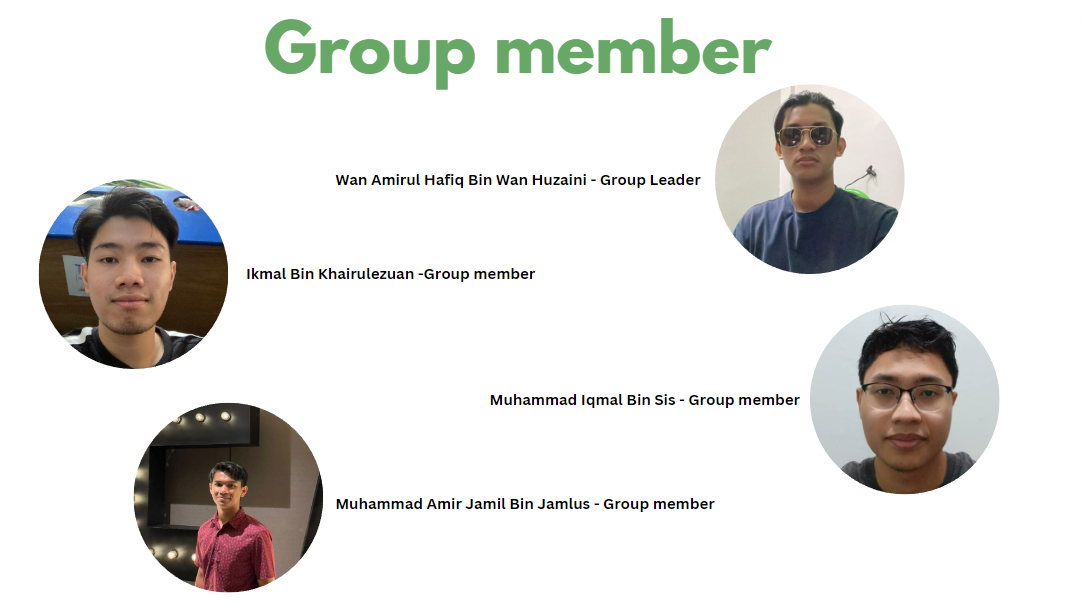 Group member
Wan Amirul Hafiq Bin Wan Huzaini - Group Leader
Ikmal Bin Khairulezuan -Group member
Muhammad Iqmal Bin Sis - Group member
Muhammad Amir Jamil Bin Jamlus - Group member